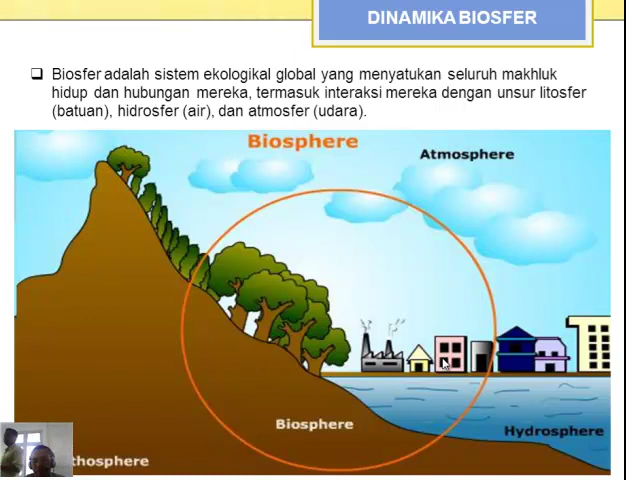 DINAMIKA BIOSFER
Biosfer adalah sistem ekologikal global yang menyatukan seluruh makhluk
hidup dan hubungan mereka, termasuk interaksi mereka dengan unsur litosfer
(batuan), hidrosfer (air), dan atmosfer (udara).
Biosphere
Atmosphere
Biosphere
Hydrosphere
thosphere